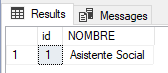 Results Messages
id NOMBRE
1 1 Asistente Social